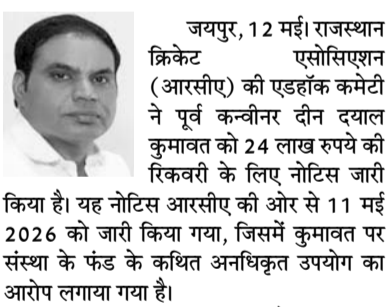 जयपुर, 12 मई। राजस्थान
क्रिकेट एसोसिएशन
(आरसीए) की एडहॉक कमेटी
ने पूर्व कन्वीनर दीन दयाल
कुमावत को 24 लाख रुपये की
रिकवरी के लिए नोटिस जारी
किया है। यह नोटिस आरसीए की ओर से 11 मई
2026 को जारी किया गया, जिसमें कुमावत पर
संस्था के फंड के कथित अनधिकृत उपयोग का
आरोप लगाया गया है।